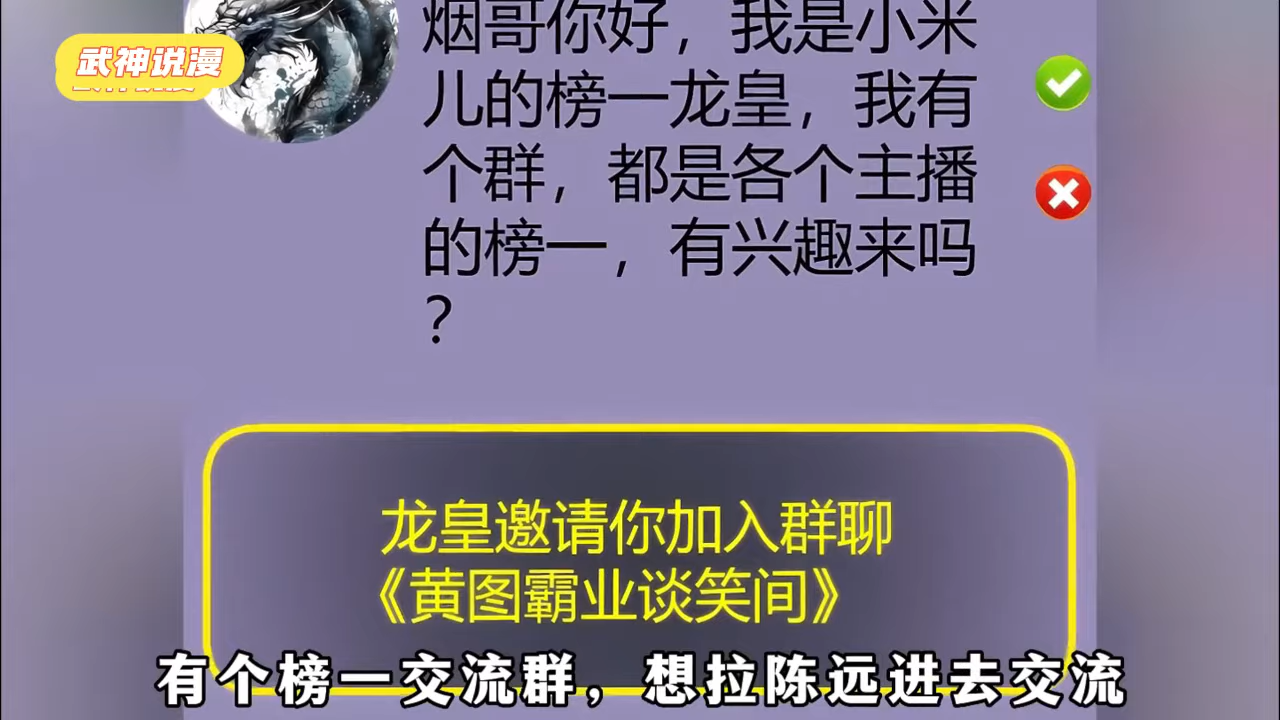 武神说漫
烟哥你好，我是小米
儿的榜一龙皇，我有
个群，都是各个主播
的榜一，有兴趣来吗
？
龙皇邀请你加入群聊
《黄图霸业谈笑间》
有个榜一交流群，想拉陈远进去交流